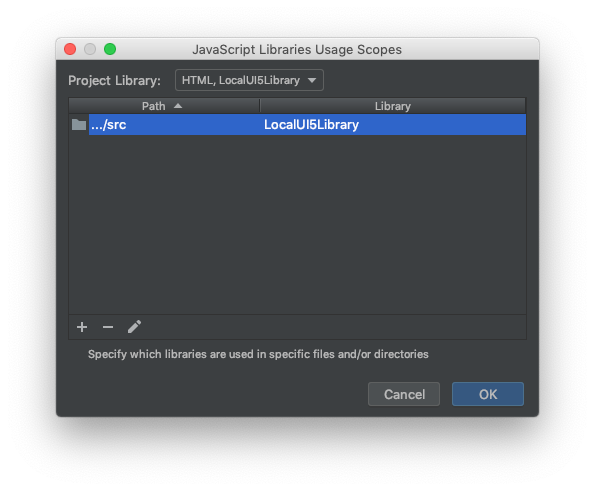 JavaScript Libraries Usage Scopes
Project Library: HTML, LocalUI5Library
Path Library
.../src LocalUI5Library
Specify which libraries are used in specific files and/or directories
Cancel OK